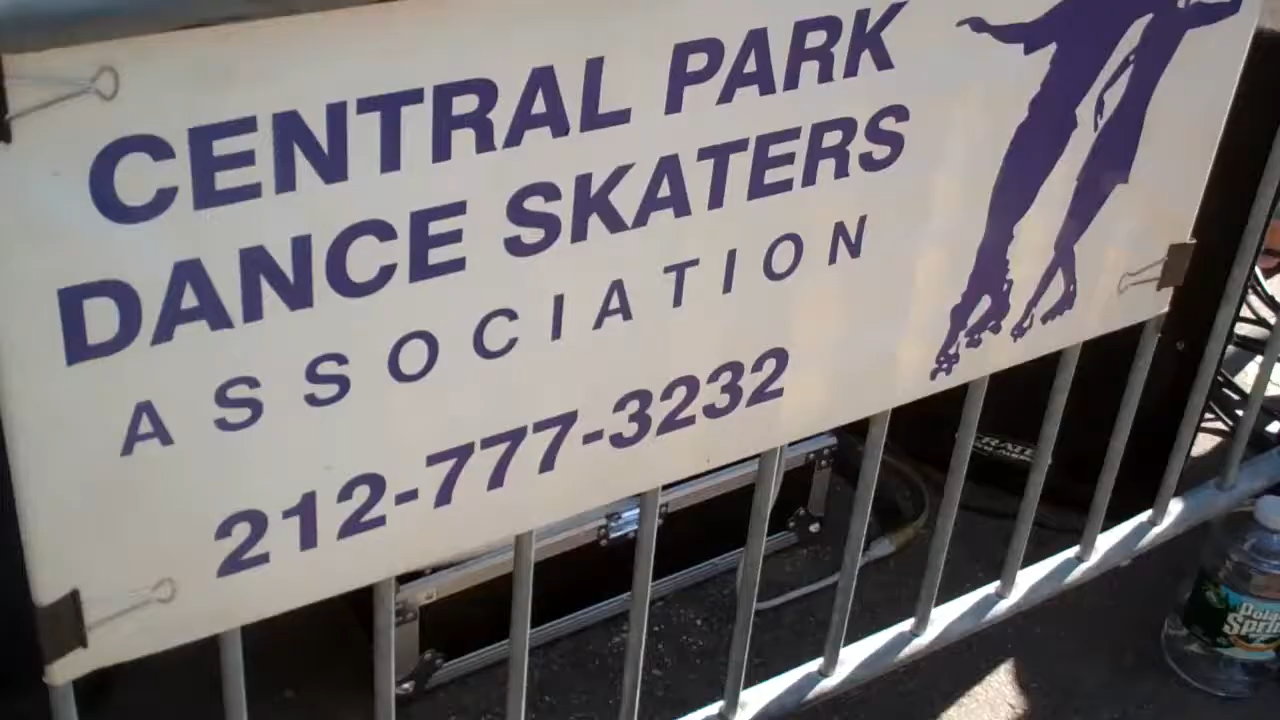 CENTRAL PARK
DANCE SKATERS
ASSOCIATION
212-777-3232